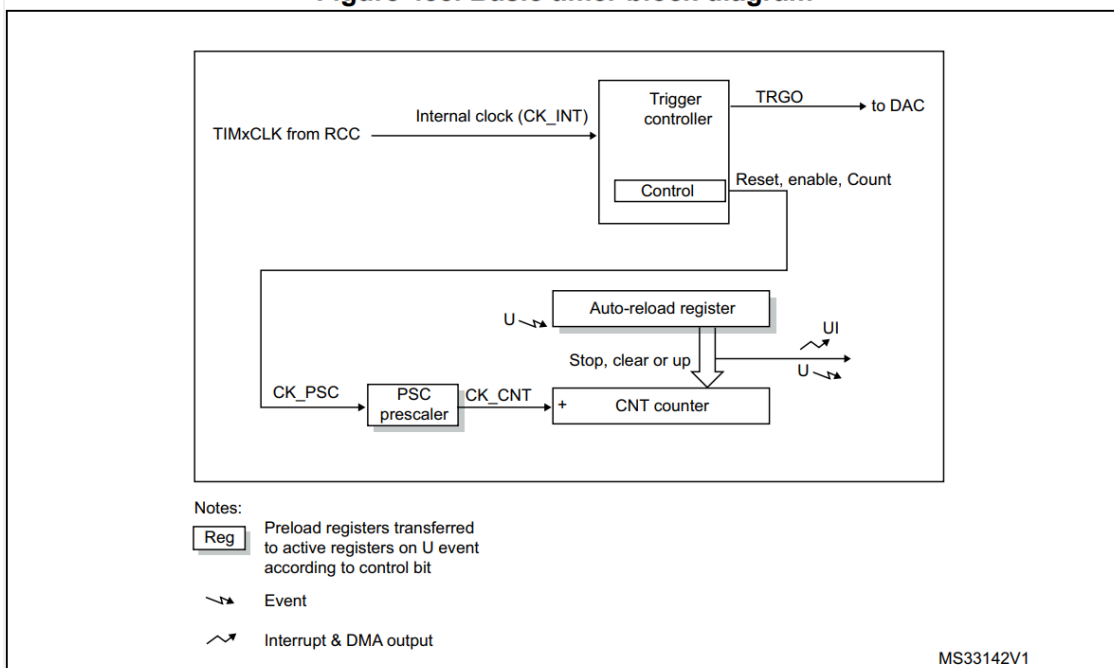 TIMxCLK from RCC
Internal clock (CK_INT)
Trigger
controller
TRGO
to DAC
Control
Reset, enable, Count
Auto-reload register
U
UI
Stop, clear or up
U
CK_PSC
PSC
prescaler
CK_CNT
+
CNT counter
Notes:
Reg
Preload registers transferred
to active registers on U event
according to control bit
Event
Interrupt & DMA output
MS33142V1